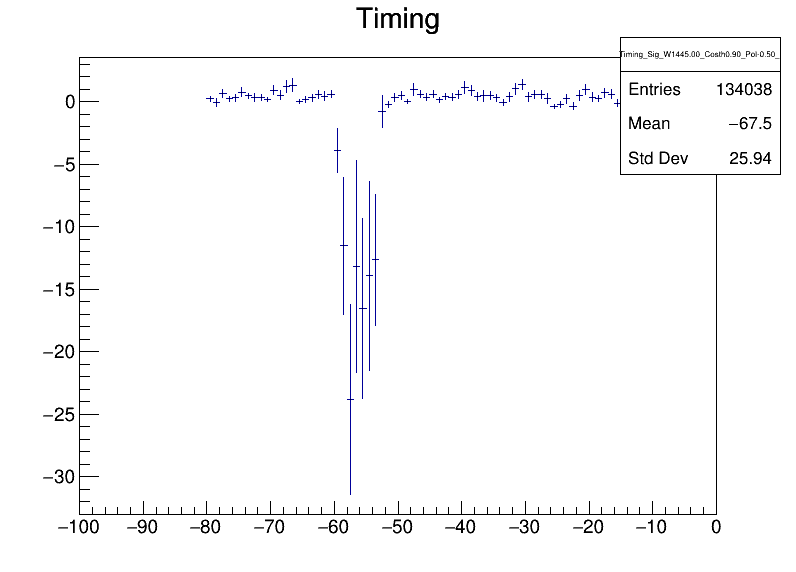 Timing
Timing_Sig_W1445.00_Costh0.90_Pol-0.50_
Entries 134038
Mean −67.5
Std Dev 25.94
0
−5
−10
−15
−20
−25
−30
−100 −90 −80 −70 −60 −50 −40 −30 −20 −10 0